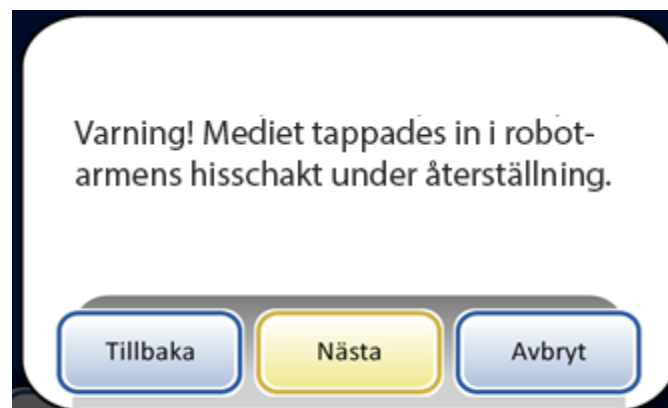 Varning! Mediet tappades in i robot-
armens hisschakt under återställning.
Tillbaka
Nästa
Avbryt